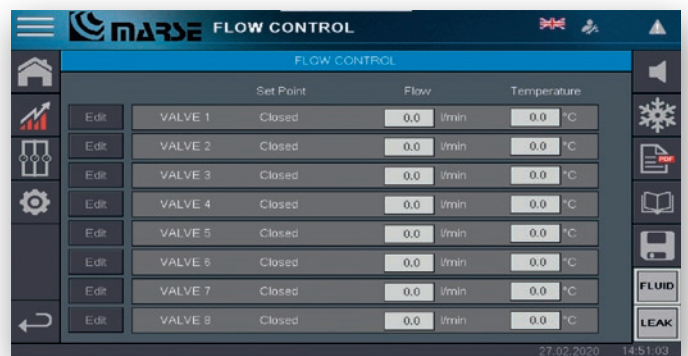 MARSE FLOW CONTROL
FLOW CONTROL
Set Point Flow Temperature
Edit VALVE 1 Closed 0.0 l/min 0.0 °C
Edit VALVE 2 Closed 0.0 l/min 0.0 °C
Edit VALVE 3 Closed 0.0 l/min 0.0 °C
Edit VALVE 4 Closed 0.0 l/min 0.0 °C
Edit VALVE 5 Closed 0.0 l/min 0.0 °C
Edit VALVE 6 Closed 0.0 l/min 0.0 °C
Edit VALVE 7 Closed 0.0 l/min 0.0 °C
Edit VALVE 8 Closed 0.0 l/min 0.0 °C
PDF
FLUID
LEAK
27.02.2020 14:51:03